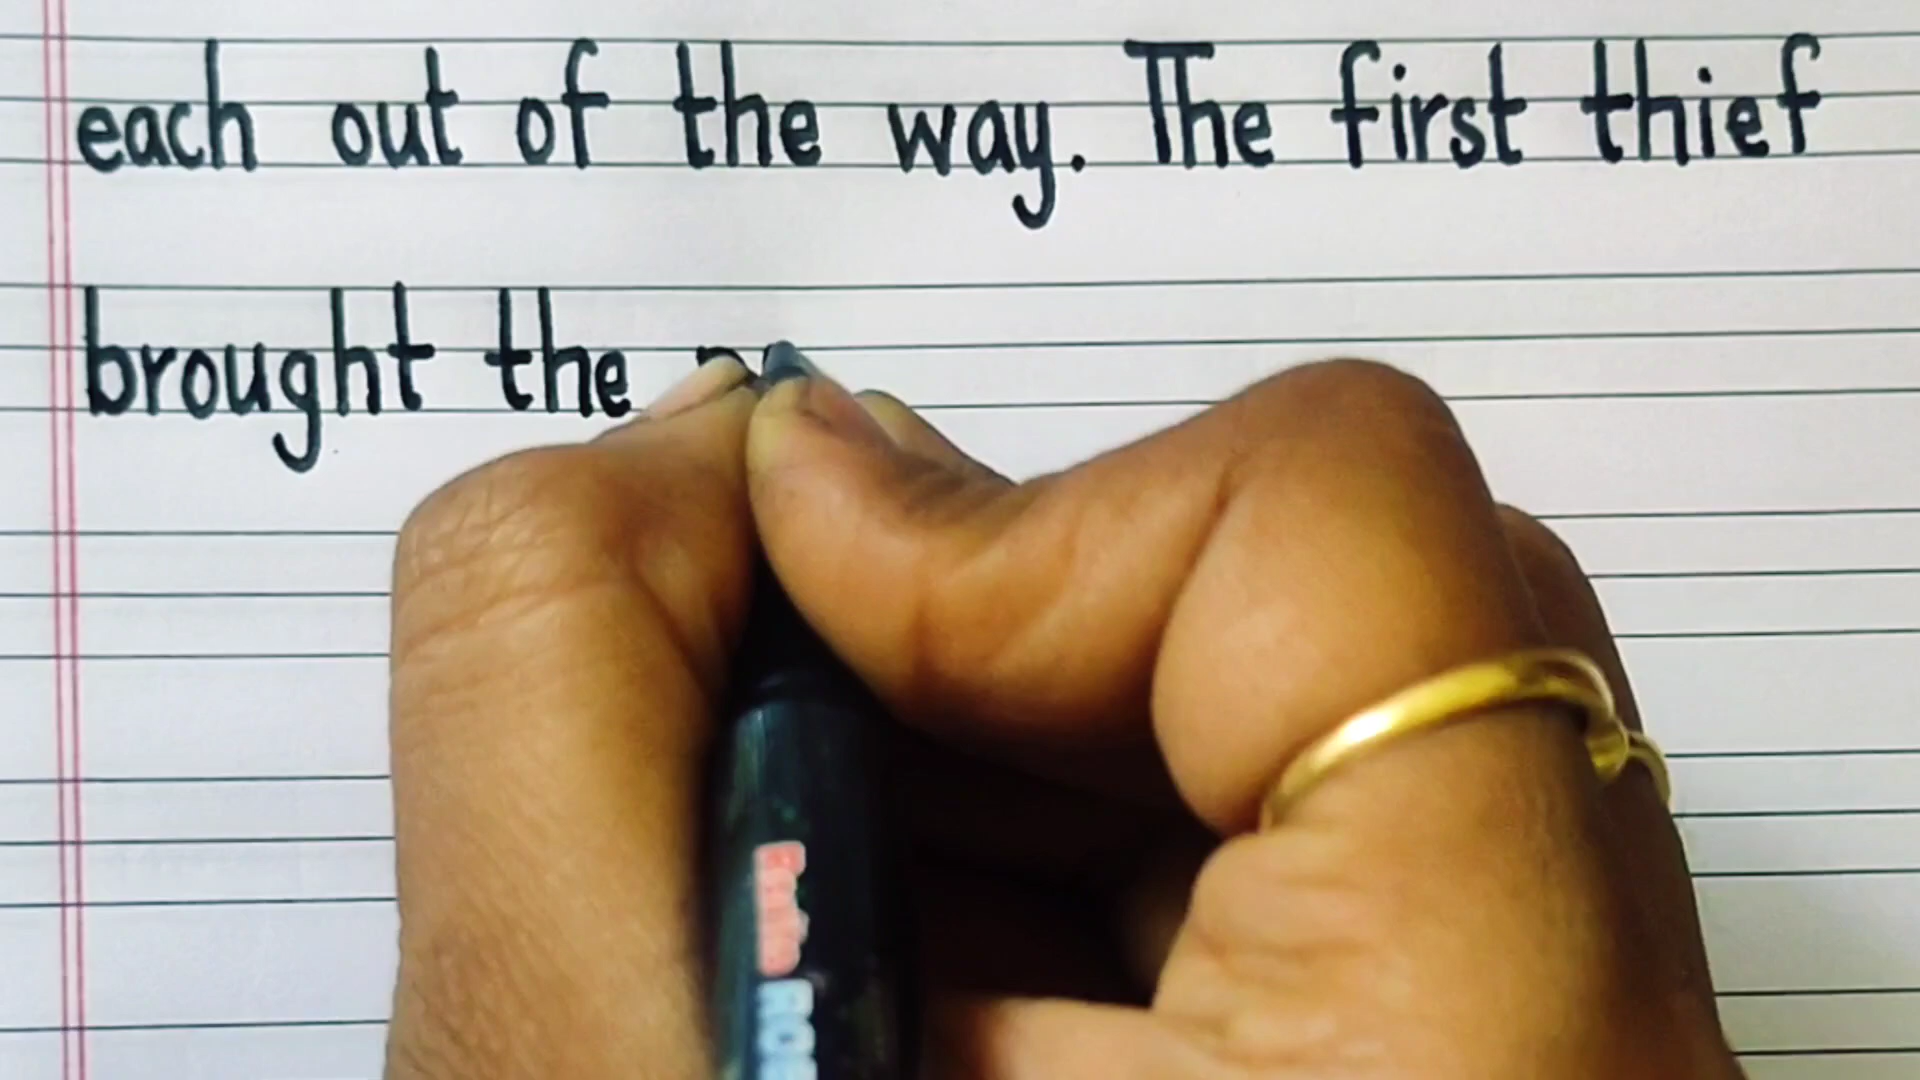 each out of the way. The first thief
brought the